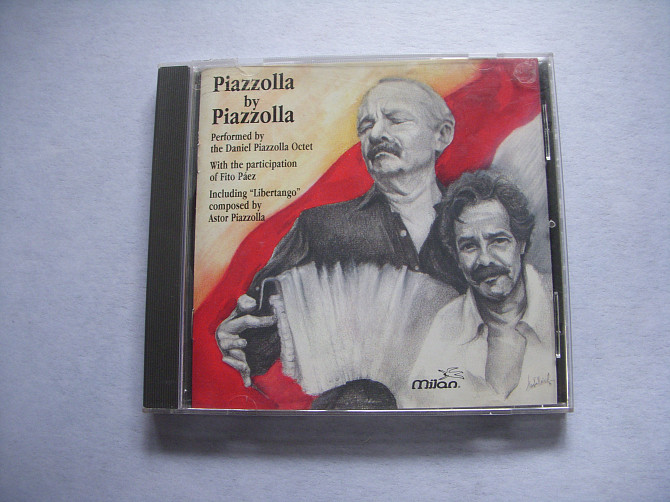 Piazzolla
by
Piazzolla
Performed by
the Daniel Piazzolla Octet
With the participation
of Fito Páez
Including "Libertango"
composed by
Astor Piazzolla
milan